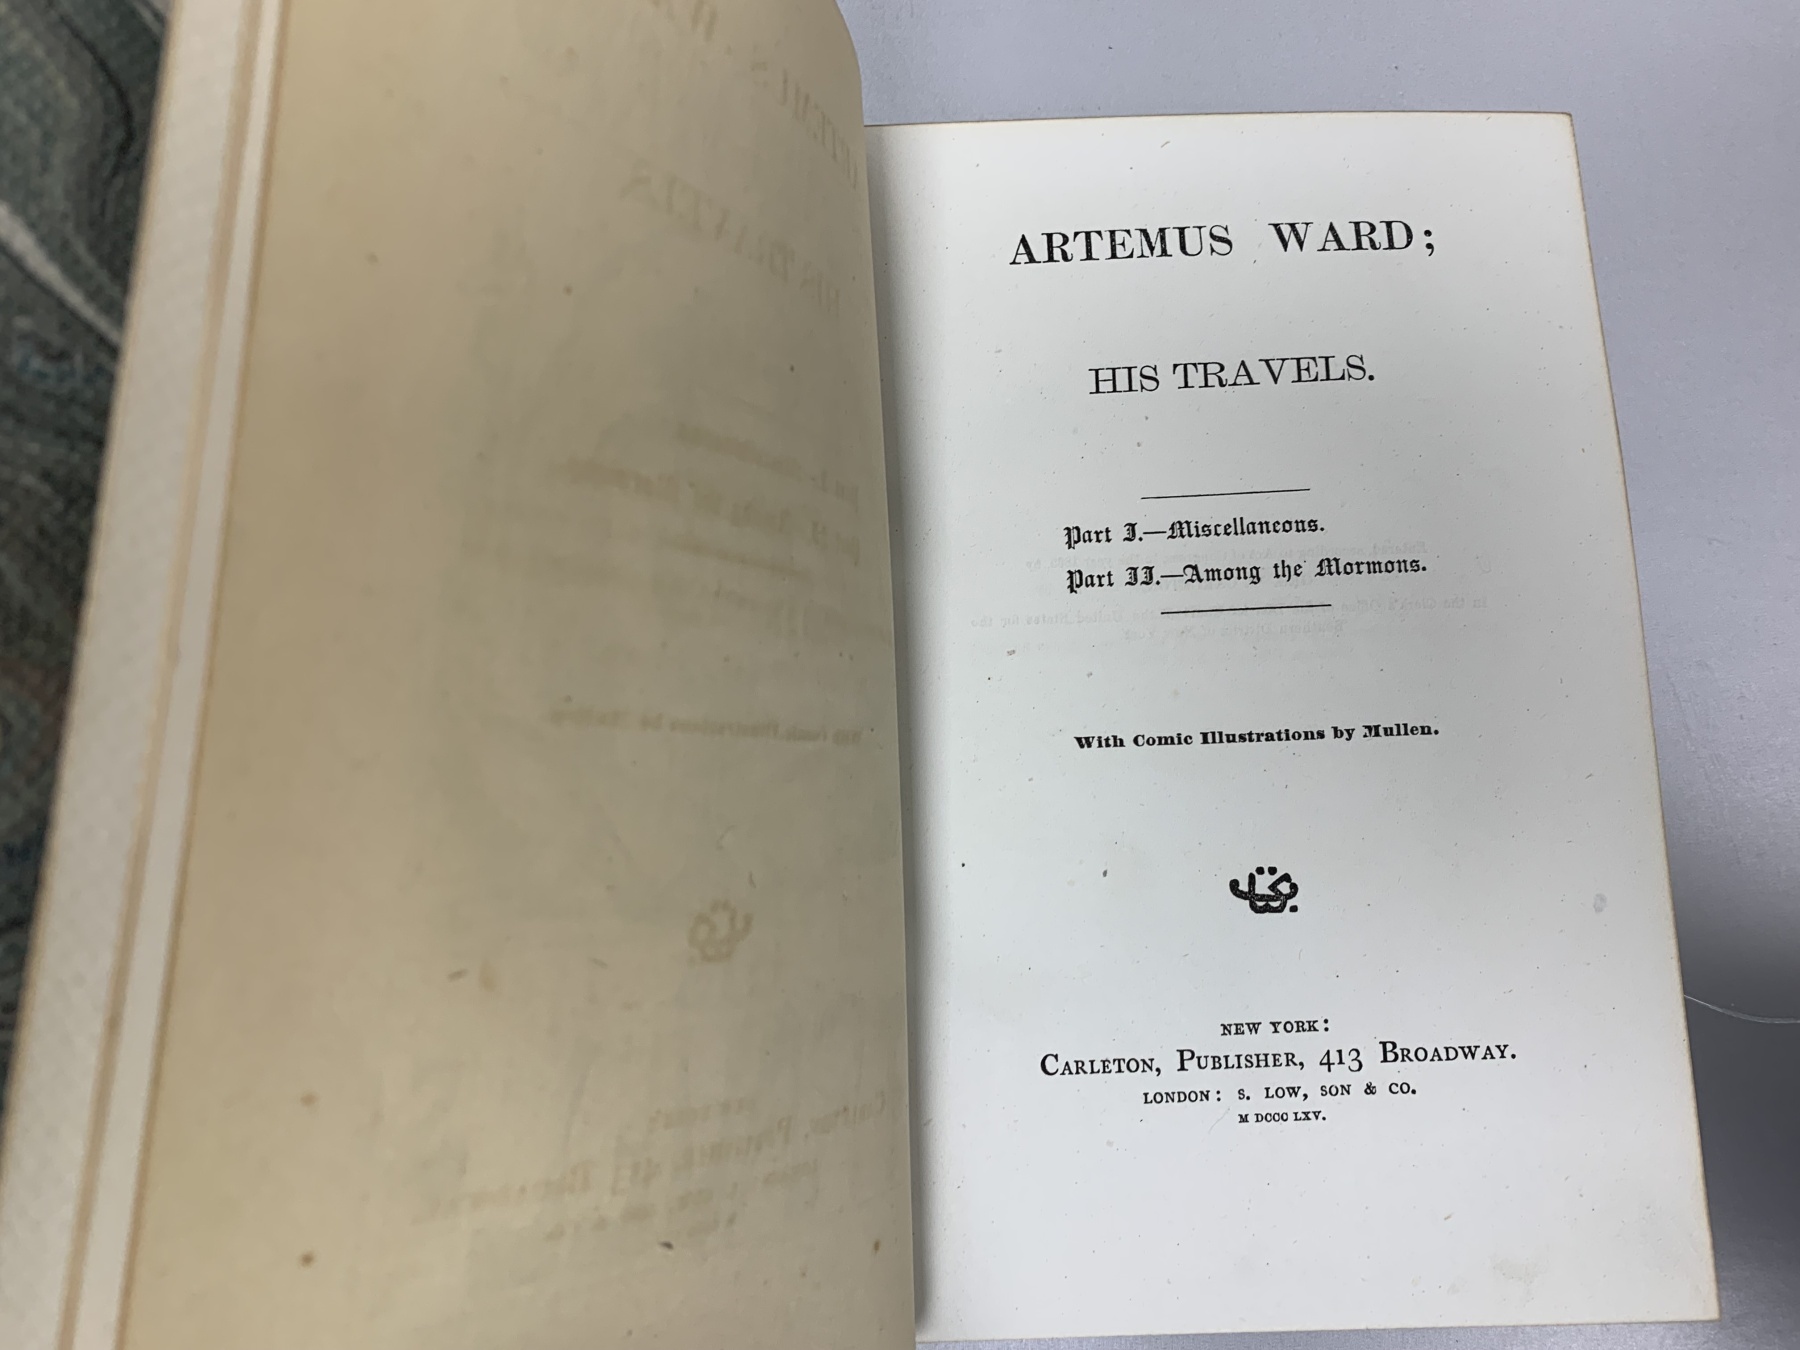 ARTEMUS WARD;
HIS TRAVELS.
Part I.—Miscellaneous.
Part II.—Among the Mormons.
With Comic Illustrations by Mullen.
NEW YORK:
CARLETON, PUBLISHER, 413 BROADWAY.
LONDON: S. LOW, SON & CO.
M DCCC LXV.